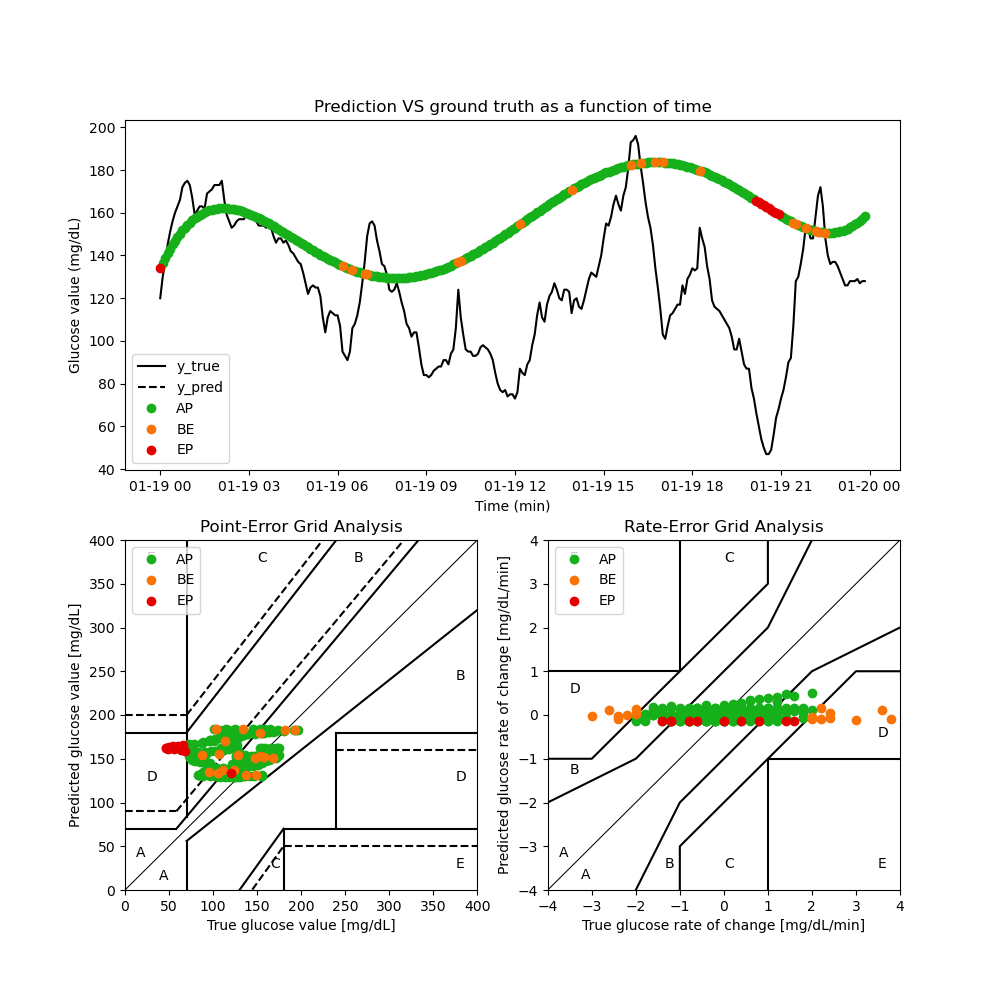 Prediction VS ground truth as a function of time
Glucose value (mg/dL)
200
180
160
140
120
100
80
60
40
y_true
y_pred
AP
BE
EP
01-19 00 01-19 03 01-19 06 01-19 09 01-19 12 01-19 15 01-19 18 01-19 21 01-20 00
Time (min)
Point-Error Grid Analysis
Predicted glucose value [mg/dL]
400
350
300
250
200
150
100
50
0
AP
BE
EP
C
B
B
D
D
A
A
C
E
0 50 100 150 200 250 300 350 400
True glucose value [mg/dL]
Rate-Error Grid Analysis
Predicted glucose rate of change [mg/dL/min]
4
3
2
1
0
−1
−2
−3
−4
AP
BE
EP
C
D
D
B
A
A
B
C
E
−4 −3 −2 −1 0 1 2 3 4
True glucose rate of change [mg/dL/min]